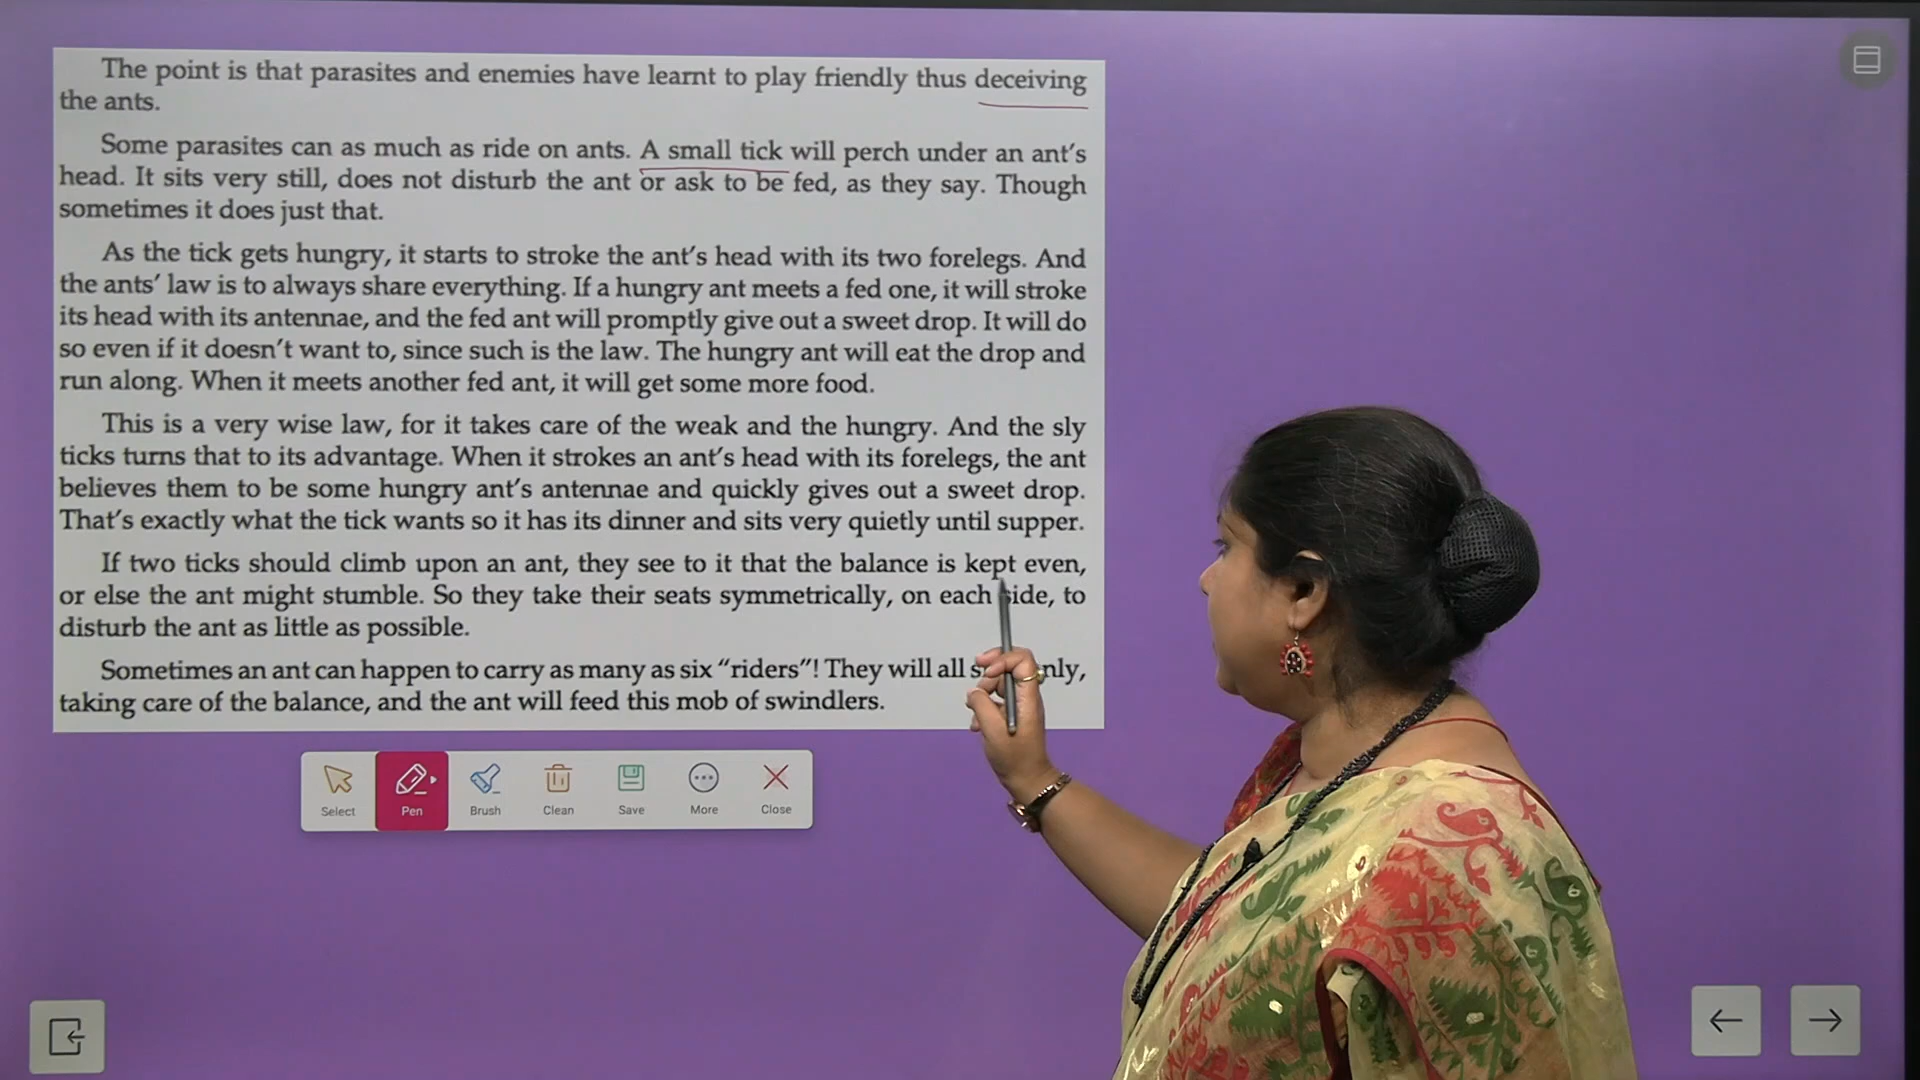 The point is that parasites and enemies have learnt to play friendly thus deceiving
the ants.
Some parasites can as much as ride on ants. A small tick will perch under an ant's
head. It sits very still, does not disturb the ant or ask to be fed, as they say. Though
sometimes it does just that.
As the tick gets hungry, it starts to stroke the ant's head with its two forelegs. And
the ants' law is to always share everything. If a hungry ant meets a fed one, it will stroke
its head with its antennae, and the fed ant will promptly give out a sweet drop. It will do
so even if it doesn't want to, since such is the law. The hungry ant will eat the drop and
run along. When it meets another fed ant, it will get some more food.
This is a very wise law, for it takes care of the weak and the hungry. And the sly
ticks turns that to its advantage. When it strokes an ant's head with its forelegs, the ant
believes them to be some hungry ant's antennae and quickly gives out a sweet drop.
That's exactly what the tick wants so it has its dinner and sits very quietly until supper.
If two ticks should climb upon an ant, they see to it that the balance is kept even,
or else the ant might stumble. So they take their seats symmetrically, on each side, to
disturb the ant as little as possible.
Sometimes an ant can happen to carry as many as six “riders”! They will all
taking care of the balance, and the ant will feed this mob of swindlers.
Select Pen Brush Clean Save More Close